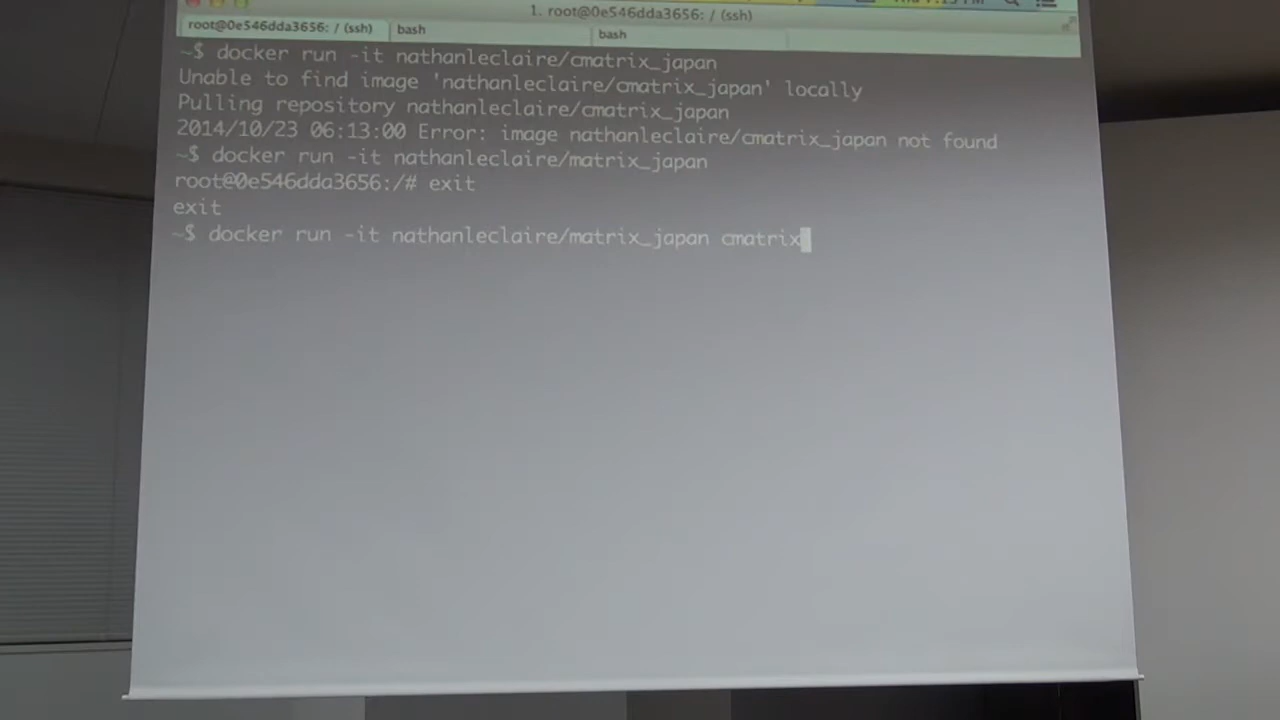 1. root@0e546dda3656: / (ssh)
root@0e546dda3656: / (ssh) bash bash
~$ docker run -it nathanleclaire/cmatrix_japan
Unable to find image 'nathanleclaire/cmatrix_japan' locally
Pulling repository nathanleclaire/cmatrix_japan
2014/10/23 06:13:00 Error: image nathanleclaire/cmatrix_japan not found
~$ docker run -it nathanleclaire/matrix_japan
root@0e546dda3656:/# exit
exit
~$ docker run -it nathanleclaire/matrix_japan cmatrix